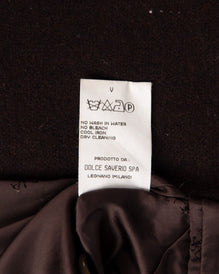 V
P
NO WASH IN WATER
NO BLEACH
COOL IRON
DRY CLEANING
PRODOTTO DA:
DOLCE SAVERIO SPA
LEGNANO (MILANO)